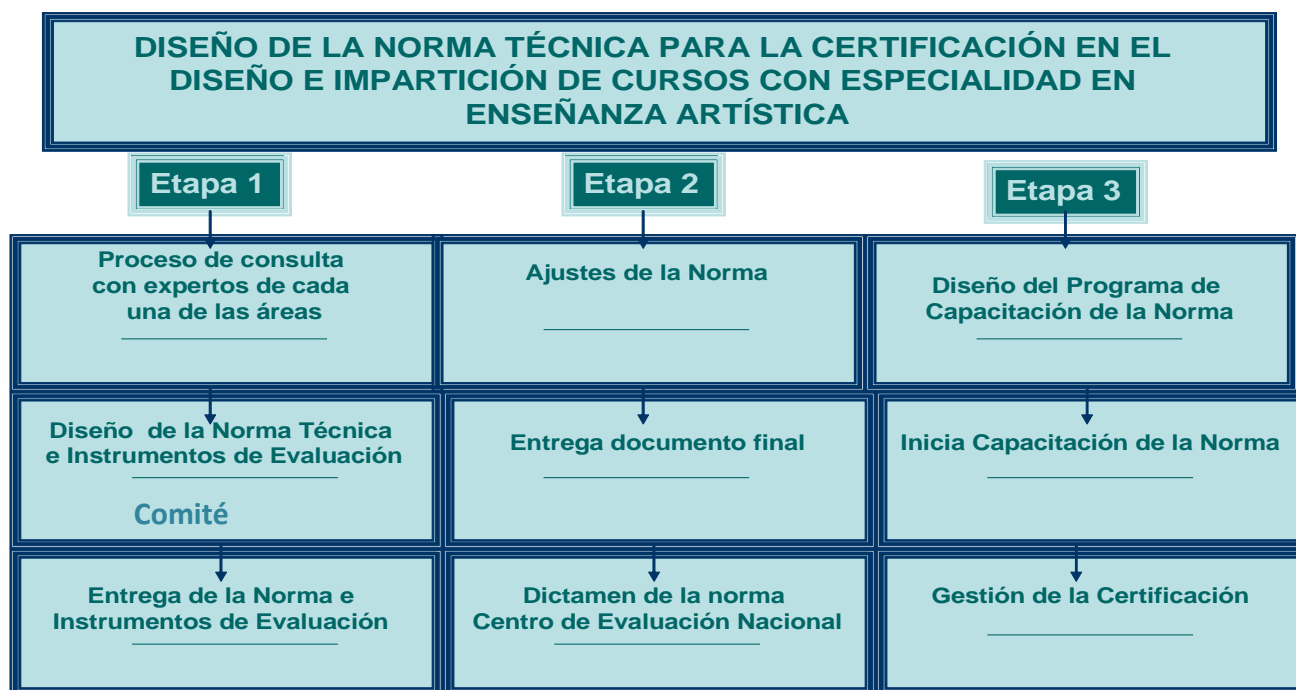 DISEÑO DE LA NORMA TÉCNICA PARA LA CERTIFICACIÓN EN EL
DISEÑO E IMPARTICIÓN DE CURSOS CON ESPECIALIDAD EN
ENSEÑANZA ARTÍSTICA
Etapa 1
Proceso de consulta
con expertos de cada
una de las áreas
Diseño de la Norma Técnica
e Instrumentos de Evaluación
Comité
Entrega de la Norma e
Instrumentos de Evaluación
Etapa 2
Ajustes de la Norma
Entrega documento final
Dictamen de la norma
Centro de Evaluación Nacional
Etapa 3
Diseño del Programa de
Capacitación de la Norma
Inicia Capacitación de la Norma
Gestión de la Certificación